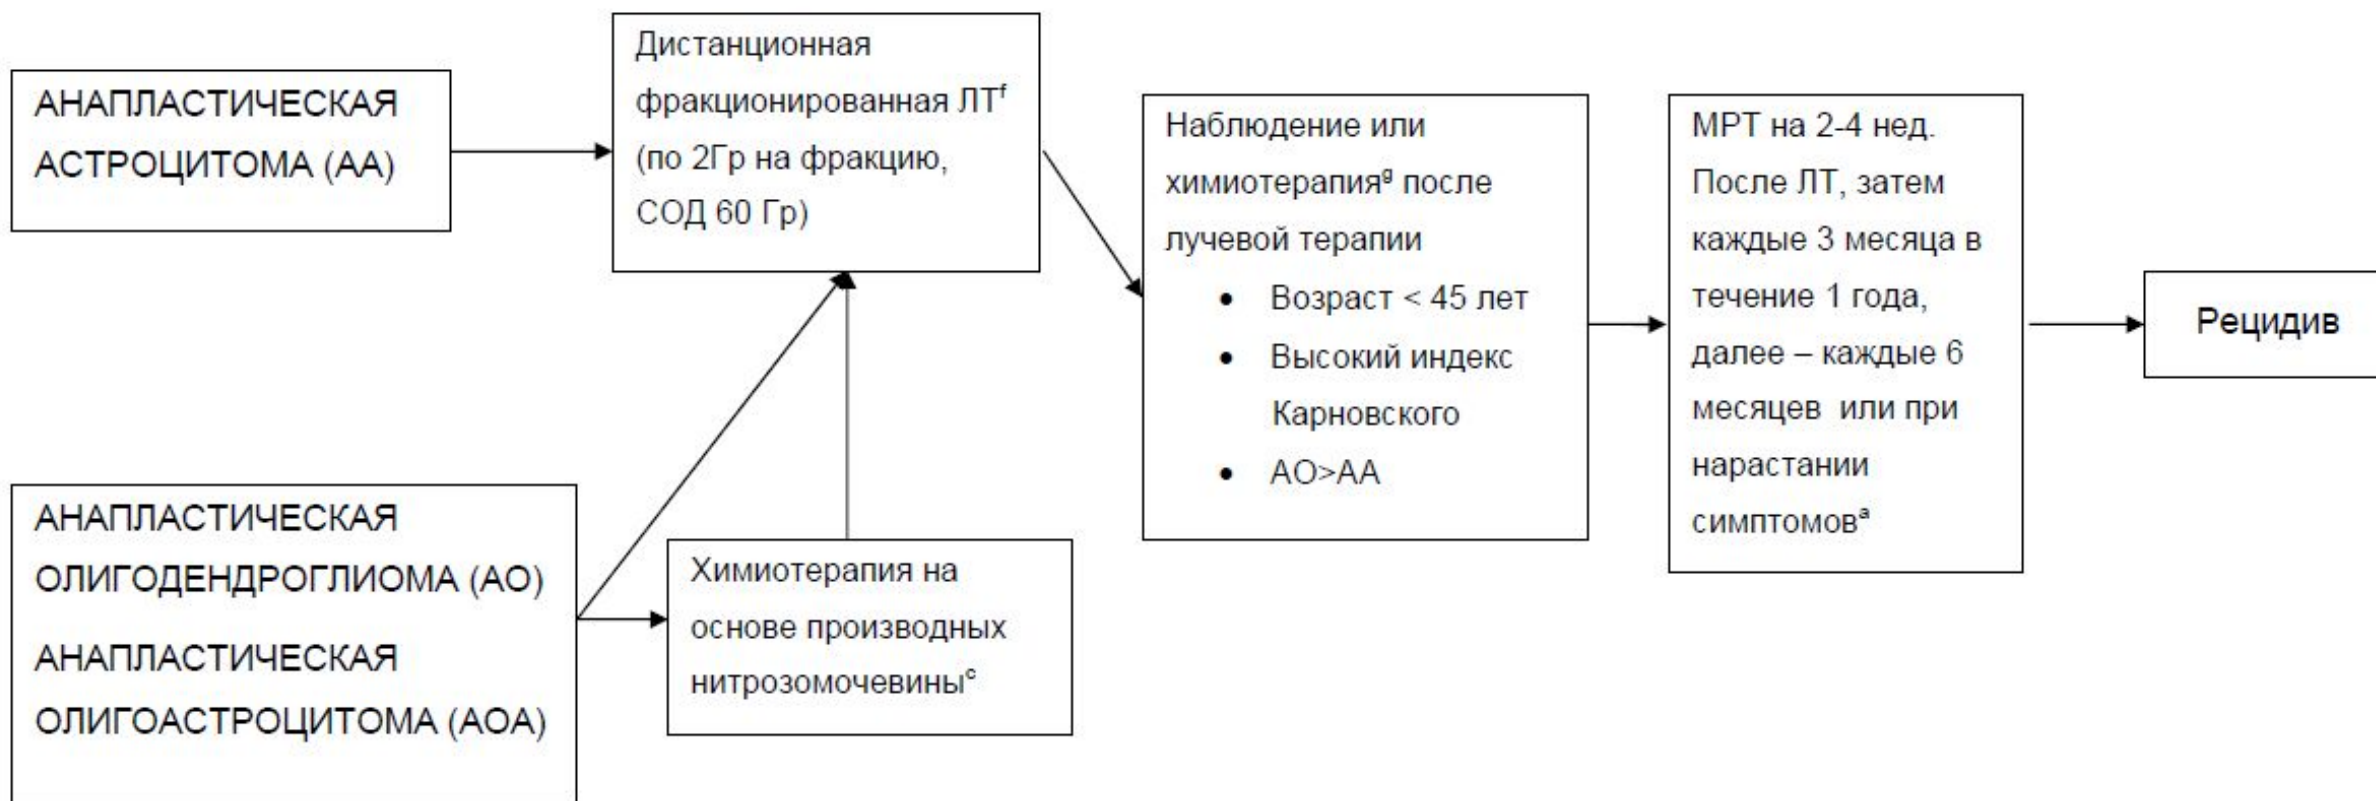 АНАПЛАСТИЧЕСКАЯ
АСТРОЦИТОМА (АА)
Дистанционная
фракционированная ЛТᶠ
(по 2Гр на фракцию,
СОД 60 Гр)
Наблюдение или
химиотерапияᵍ после
лучевой терапии
• Возраст < 45 лет
• Высокий индекс
Карновского
• АО>АА
МРТ на 2-4 нед.
После ЛТ, затем
каждые 3 месяца в
течение 1 года,
далее – каждые 6
месяцев или при
нарастании
симптомовᵃ
Рецидив
АНАПЛАСТИЧЕСКАЯ
ОЛИГОДЕНДРОГЛИОМА (АО)
АНАПЛАСТИЧЕСКАЯ
ОЛИГОАСТРОЦИТОМА (АОА)
Химиотерапия на
основе производных
нитрозомочевиныᶜ